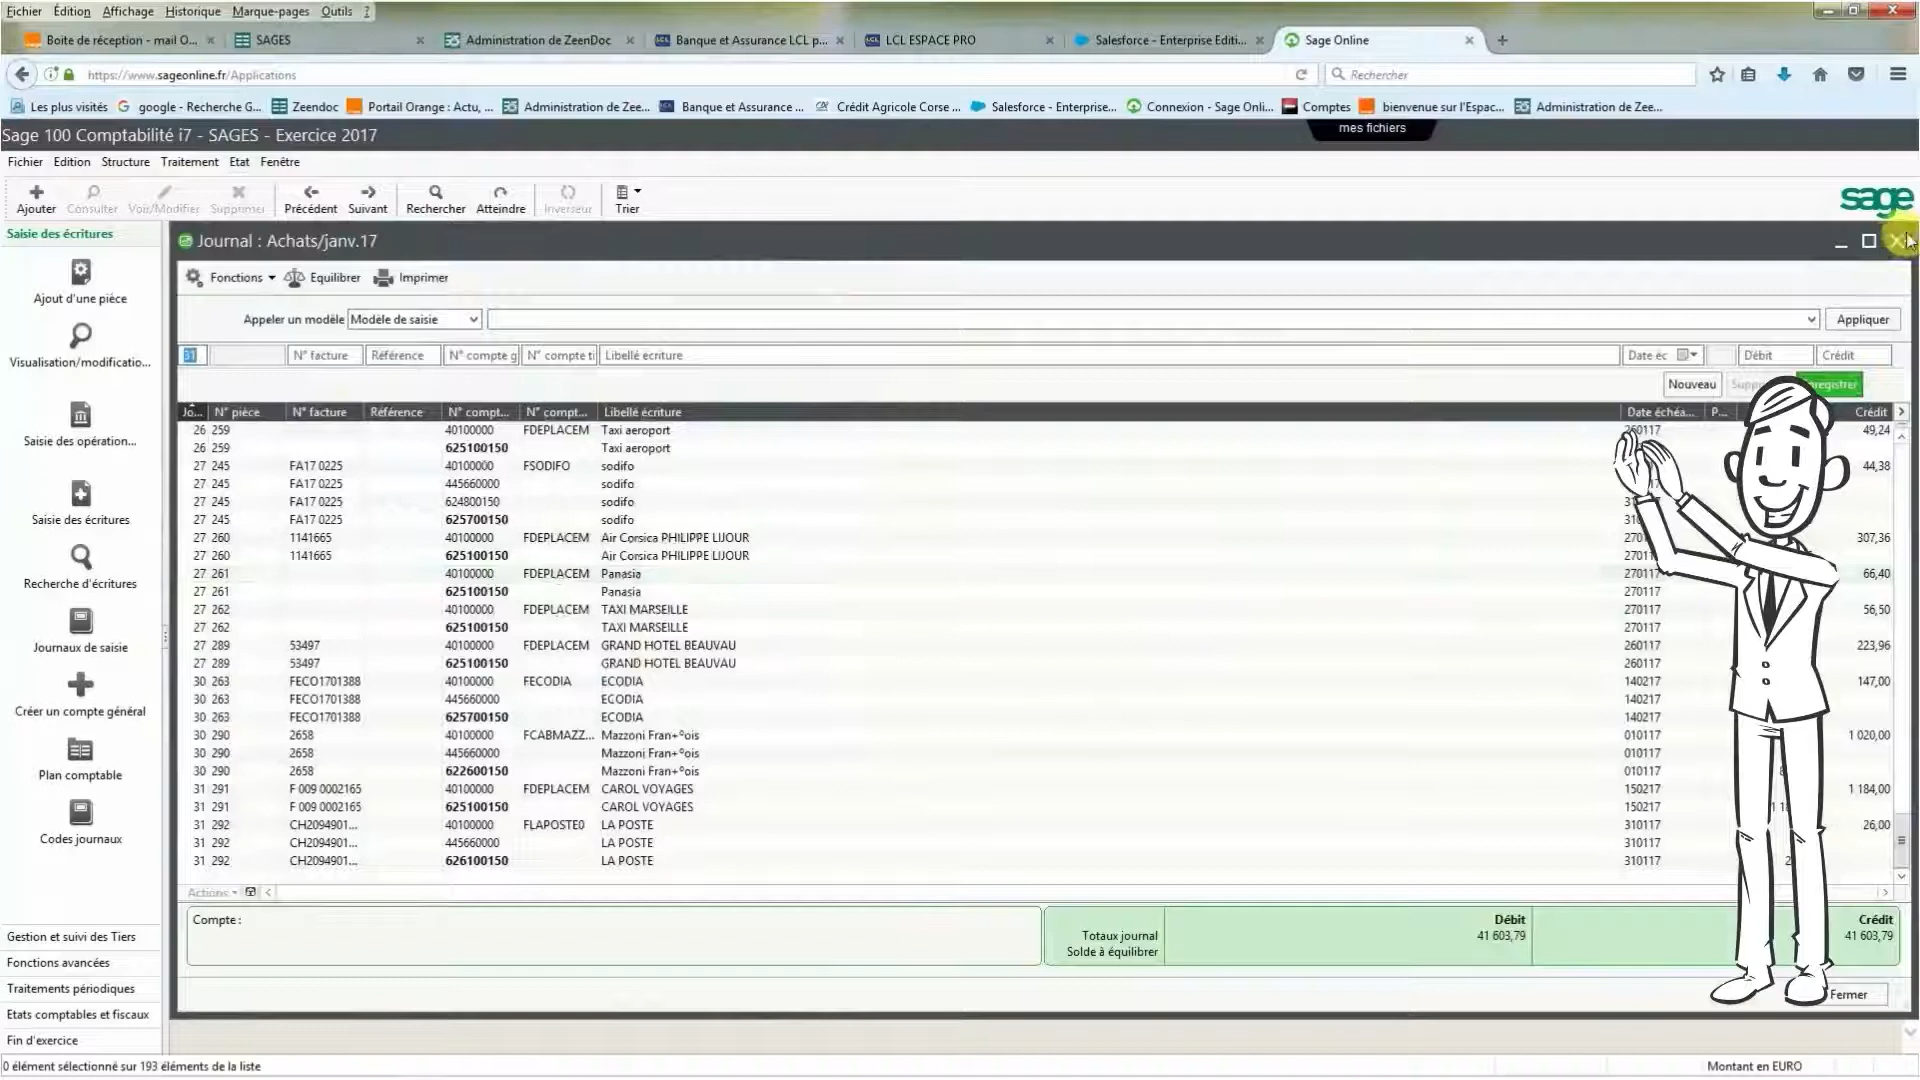 Fichier Édition Affichage Historique Marque-pages Outils ?
Boite de réception - mail O... SAGES Administration de ZeenDoc Banque et Assurance LCL p... LCL ESPACE PRO Salesforce - Enterprise Editi... Sage Online
https://www.sageonline.fr/Applications Rechercher
Les plus visités google - Recherche G... Zeendoc Portail Orange : Actu, ... Administration de Zee... Banque et Assurance ... Crédit Agricole Corse ... Salesforce - Enterprise... Connexion - Sage Onli... Comptes bienvenue sur l'Espac... Administration de Zee...
Sage 100 Comptabilité i7 - SAGES - Exercice 2017 mes fichiers
Fichier Edition Structure Traitement Etat Fenêtre
Ajouter Consulter Voir/Modifier Supprimer Précédent Suivant Rechercher Atteindre Inverseur Trier
sage
Saisie des écritures
Ajout d'une pièce
Visualisation/modificatio...
Saisie des opération...
Saisie des écritures
Recherche d'écritures
Journaux de saisie
Créer un compte général
Plan comptable
Codes journaux
Gestion et suivi des Tiers
Fonctions avancées
Traitements périodiques
Etats comptables et fiscaux
Fin d'exercice
Journal : Achats/janv.17
Fonctions Equilibrer Imprimer
Appeler un modèle Modèle de saisie Appliquer
31 N° facture Référence N° compte g N° compte ti Libellé écriture Date éc Débit Crédit
Nouveau
Jo... N° pièce N° facture Référence N° compt... N° compt... Libellé écriture Date échéa... P... Crédit
26 259 40100000 FDEPLACEM Taxi aeroport 260117 49,24
26 259 625100150 Taxi aeroport
27 245 FA17 0225 40100000 FSODIFO sodifo 44,38
27 245 FA17 0225 445660000 sodifo
27 245 FA17 0225 624800150 sodifo
27 245 FA17 0225 625700150 sodifo
27 260 1141665 40100000 FDEPLACEM Air Corsica PHILIPPE LIJOUR 307,36
27 260 1141665 625100150 Air Corsica PHILIPPE LIJOUR
27 261 40100000 FDEPLACEM Panasia 270117 66,40
27 261 625100150 Panasia 270117
27 262 40100000 FDEPLACEM TAXI MARSEILLE 270117 56,50
27 262 625100150 TAXI MARSEILLE 270117
27 289 53497 40100000 FDEPLACEM GRAND HOTEL BEAUVAU 260117 223,96
27 289 53497 625100150 GRAND HOTEL BEAUVAU 260117
30 263 FECO1701388 40100000 FECODIA ECODIA 140217 147,00
30 263 FECO1701388 445660000 ECODIA 140217
30 263 FECO1701388 625700150 ECODIA 140217
30 290 2658 40100000 FCABMAZZ... Mazzoni Fran+ºois 010117 1 020,00
30 290 2658 445660000 Mazzoni Fran+ºois 010117
30 290 2658 622600150 Mazzoni Fran+ºois 010117
31 291 F 009 0002165 40100000 FDEPLACEM CAROL VOYAGES 150217 1 184,00
31 291 F 009 0002165 625100150 CAROL VOYAGES 150217
31 292 CH2094901... 40100000 FLAPOSTE0 LA POSTE 310117 26,00
31 292 CH2094901... 445660000 LA POSTE 310117
31 292 CH2094901... 626100150 LA POSTE 310117
Actions
Compte :
Débit Crédit
Totaux journal 41 603,79 41 603,79
Solde à équilibrer
Fermer
0 élément sélectionné sur 193 éléments de la liste Montant en EURO